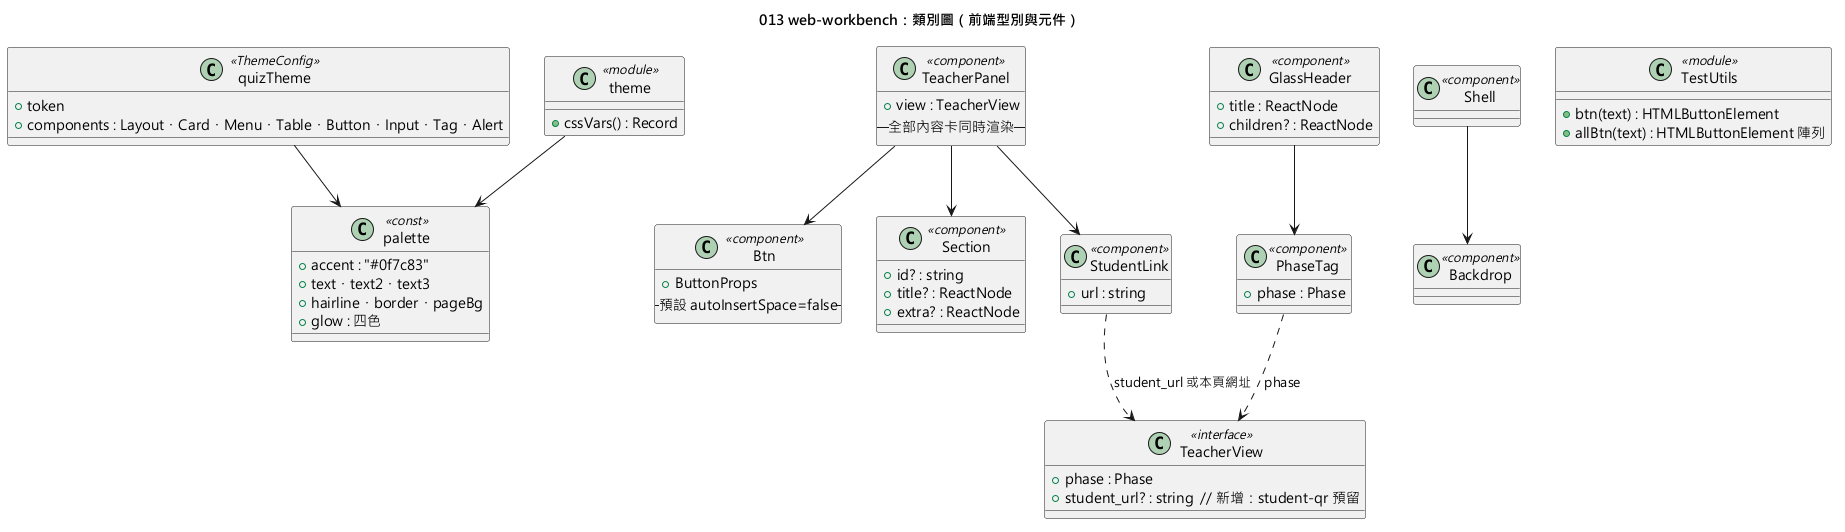 013 web-workbench：類別圖（前端型別與元件）
«ThemeConfig»
quizTheme
token
components : Layout · Card · Menu · Table · Button · Input · Tag · Alert
«module»
theme
cssVars() : Record
«component»
TeacherPanel
view : TeacherView
全部內容卡同時渲染
«component»
GlassHeader
title : ReactNode
children? : ReactNode
«component»
Shell
«module»
TestUtils
btn(text) : HTMLButtonElement
allBtn(text) : HTMLButtonElement 陣列
«const»
palette
accent : "#0f7c83"
text · text2 · text3
hairline · border · pageBg
glow : 四色
«component»
Btn
ButtonProps
預設 autoInsertSpace=false
«component»
Section
id? : string
title? : ReactNode
extra? : ReactNode
«component»
StudentLink
url : string
«component»
PhaseTag
phase : Phase
«component»
Backdrop
student_url 或本頁網址
phase
«interface»
TeacherView
phase : Phase
student_url? : string // 新增：student-qr 預留